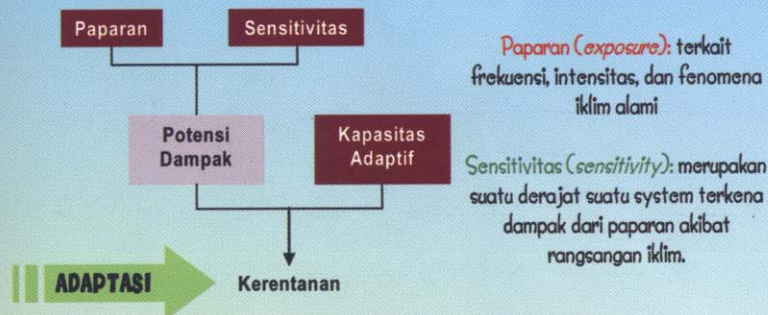 Paparan
Sensitivitas
Potensi
Dampak
Kapasitas
Adaptif
ADAPTASI
Kerentanan
Paparan (exposure): terkait
frekuensi, intensitas, dan fenomena
iklim alami
Sensitivitas (sensitivity): merupakan
suatu derajat suatu system terkena
dampak dari paparan akibat
rangsangan iklim.